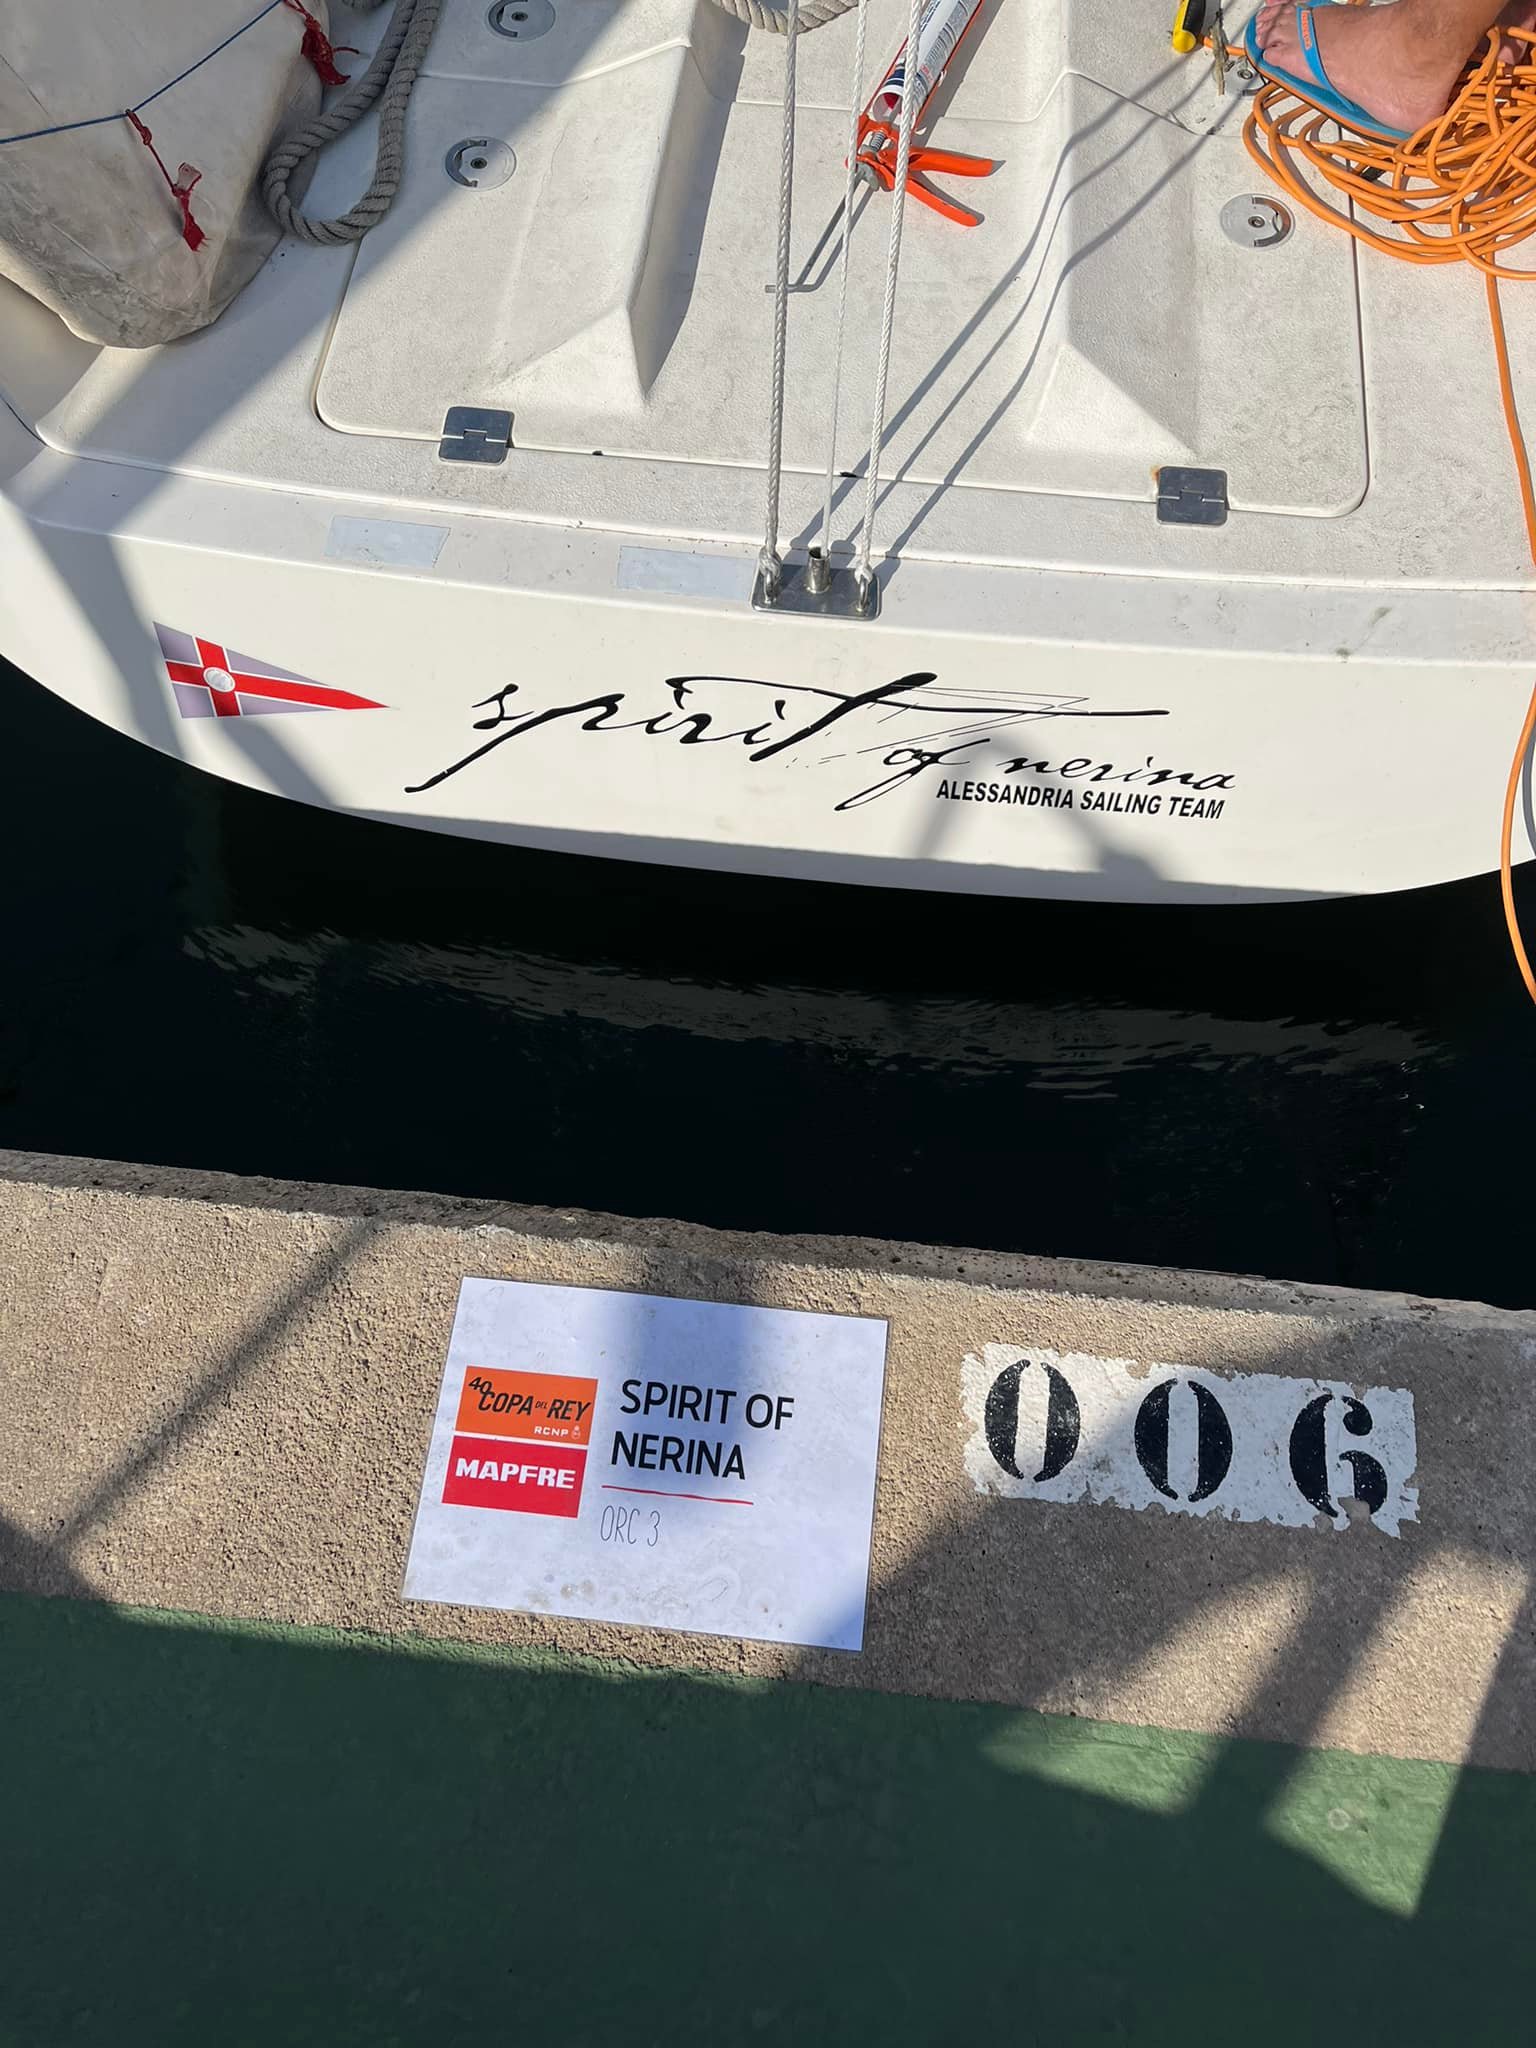 spirit
of nerina
ALESSANDRIA SAILING TEAM
40 COPA DEL REY
RCNP
MAPFRE
SPIRIT OF
NERINA
ORC 3
006